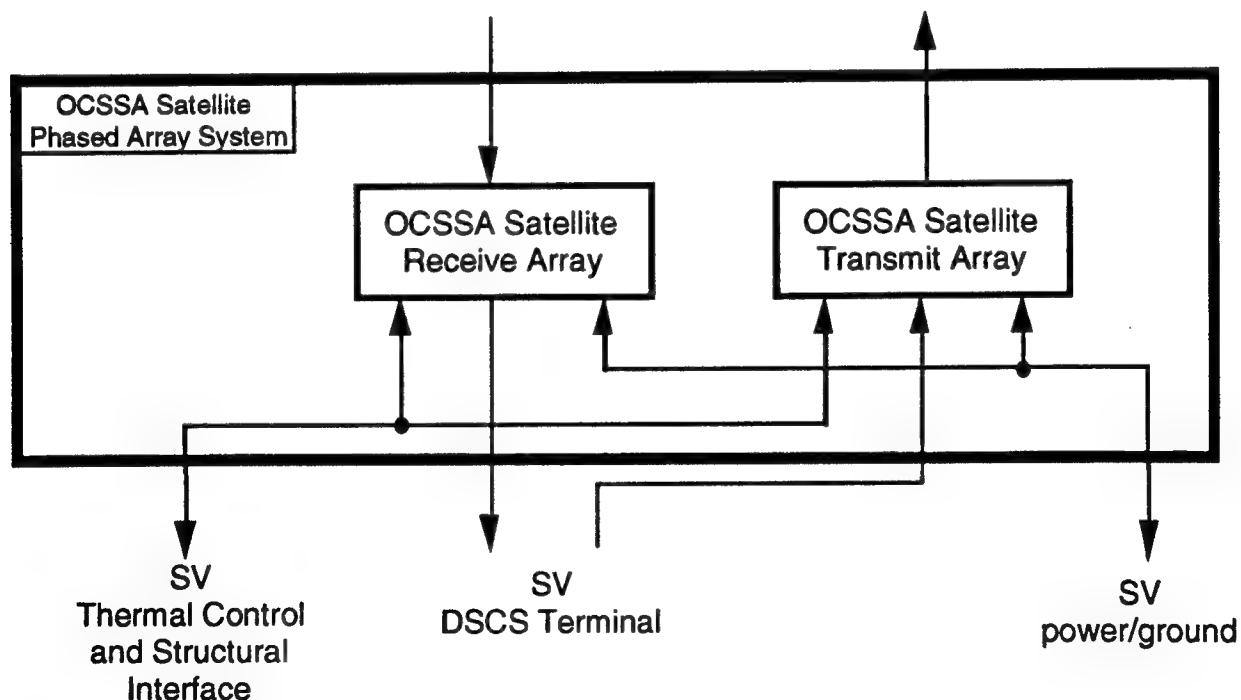 OCSSA Satellite
Phased Array System
OCSSA Satellite
Receive Array
OCSSA Satellite
Transmit Array
SV
Thermal Control
and Structural
Interface
SV
DSCS Terminal
SV
power/ground